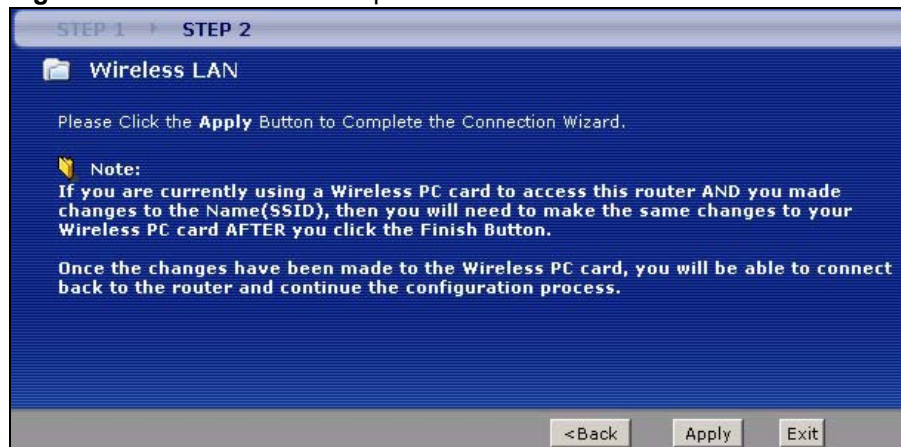 STEP 1 STEP 2
Wireless LAN
Please Click the Apply Button to Complete the Connection Wizard.
Note:
If you are currently using a Wireless PC card to access this router AND you made
changes to the Name(SSID), then you will need to make the same changes to your
Wireless PC card AFTER you click the Finish Button.
Once the changes have been made to the Wireless PC card, you will be able to connect
back to the router and continue the configuration process.
<Back Apply Exit